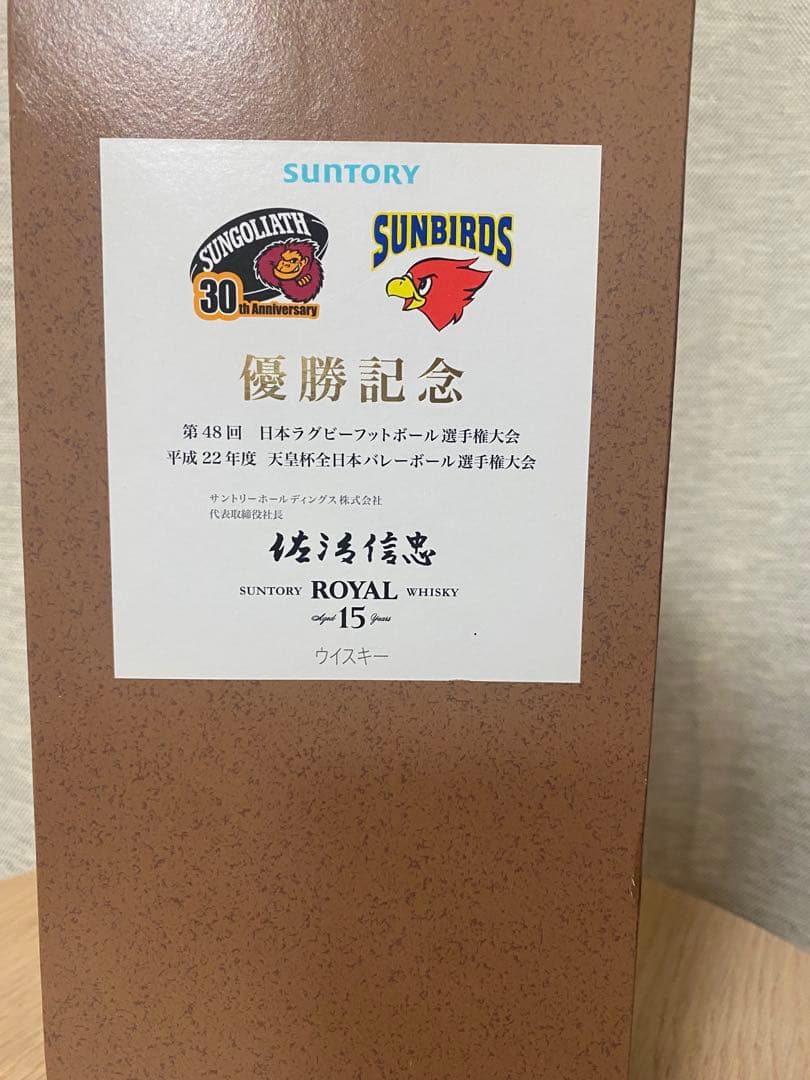 SUNTORY
SUNGOLIATH
30th Anniversary
SUNBIRDS
優勝記念
第48回 日本ラグビーフットボール選手権大会
平成22年度 天皇杯全日本バレーボール選手権大会
サントリーホールディングス株式会社
代表取締役社長
佐治信忠
SUNTORY ROYAL WHISKY
Aged 15 Years
ウイスキー